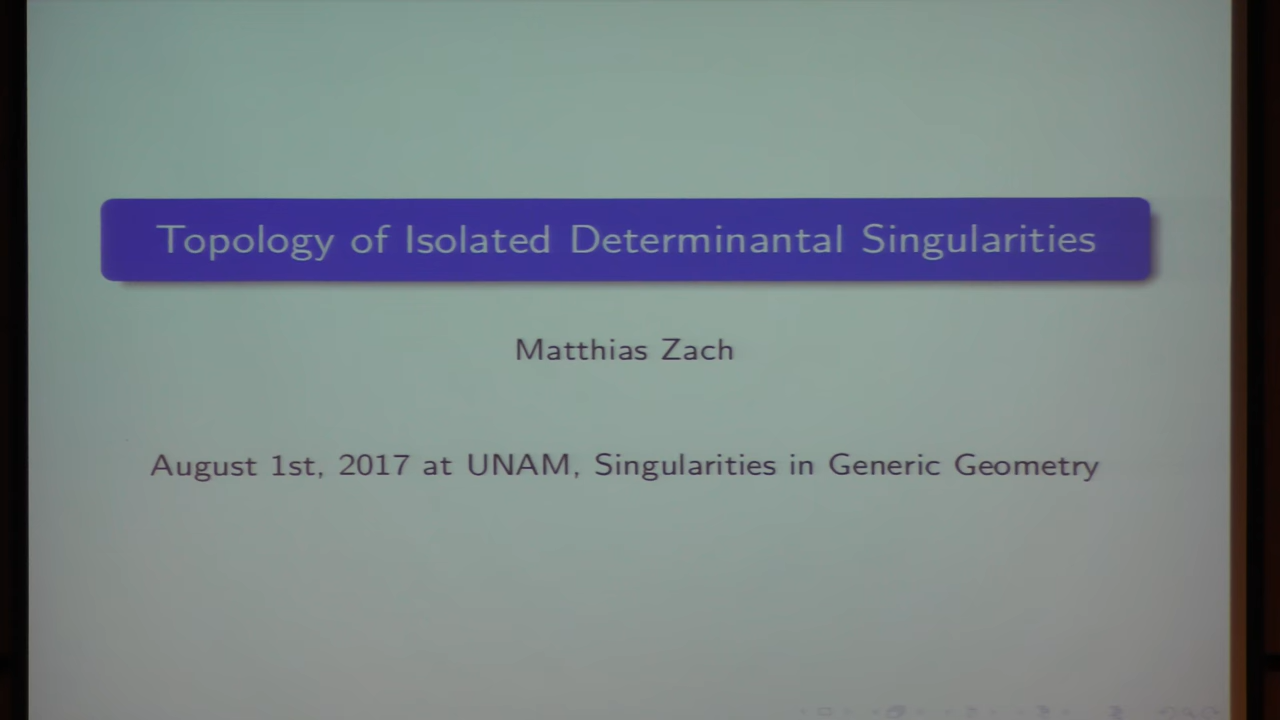 Topology of Isolated Determinantal Singularities
Matthias Zach
August 1st, 2017 at UNAM, Singularities in Generic Geometry